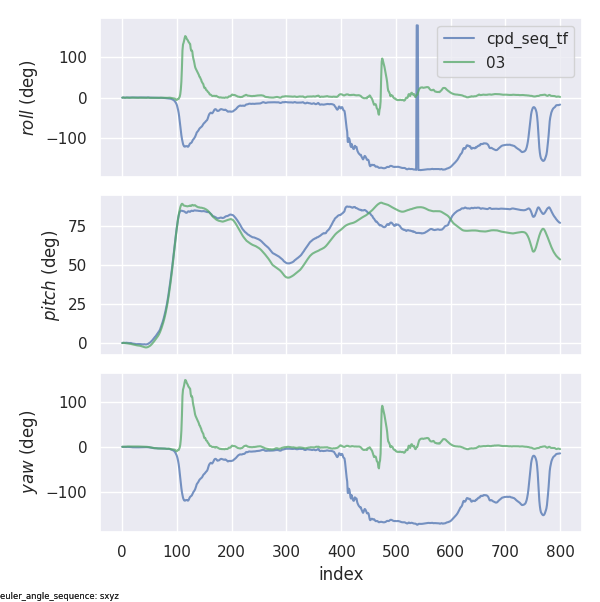 roll (deg)
100
0
−100
cpd_seq_tf
03
pitch (deg)
75
50
25
0
yaw (deg)
100
0
−100
0 100 200 300 400 500 600 700 800
index
euler_angle_sequence: sxyz